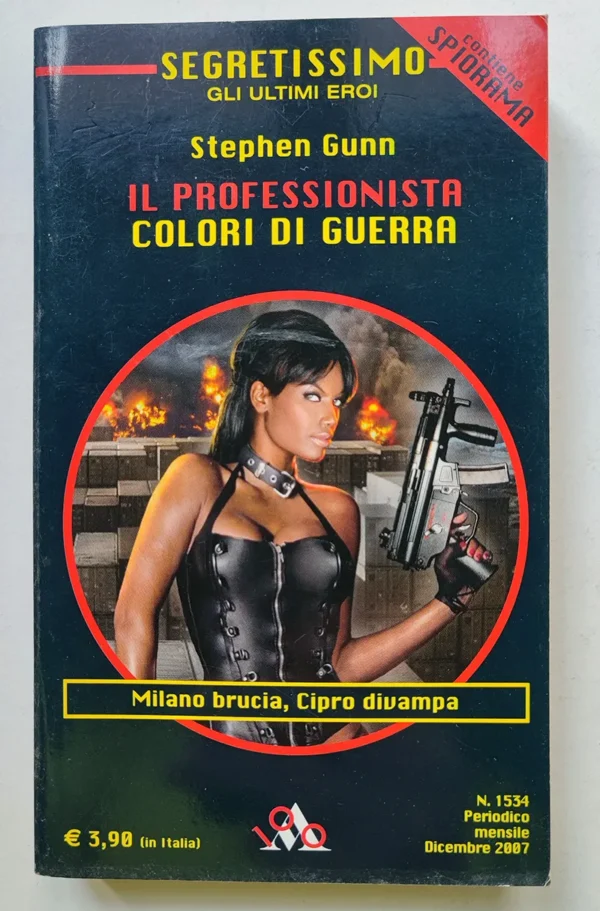 contiene
SPIORAMA
SEGRETISSIMO
GLI ULTIMI EROI
Stephen Gunn
IL PROFESSIONISTA
COLORI DI GUERRA
Milano brucia, Cipro divampa
€ 3,90 (in Italia)
100
N. 1534
Periodico
mensile
Dicembre 2007